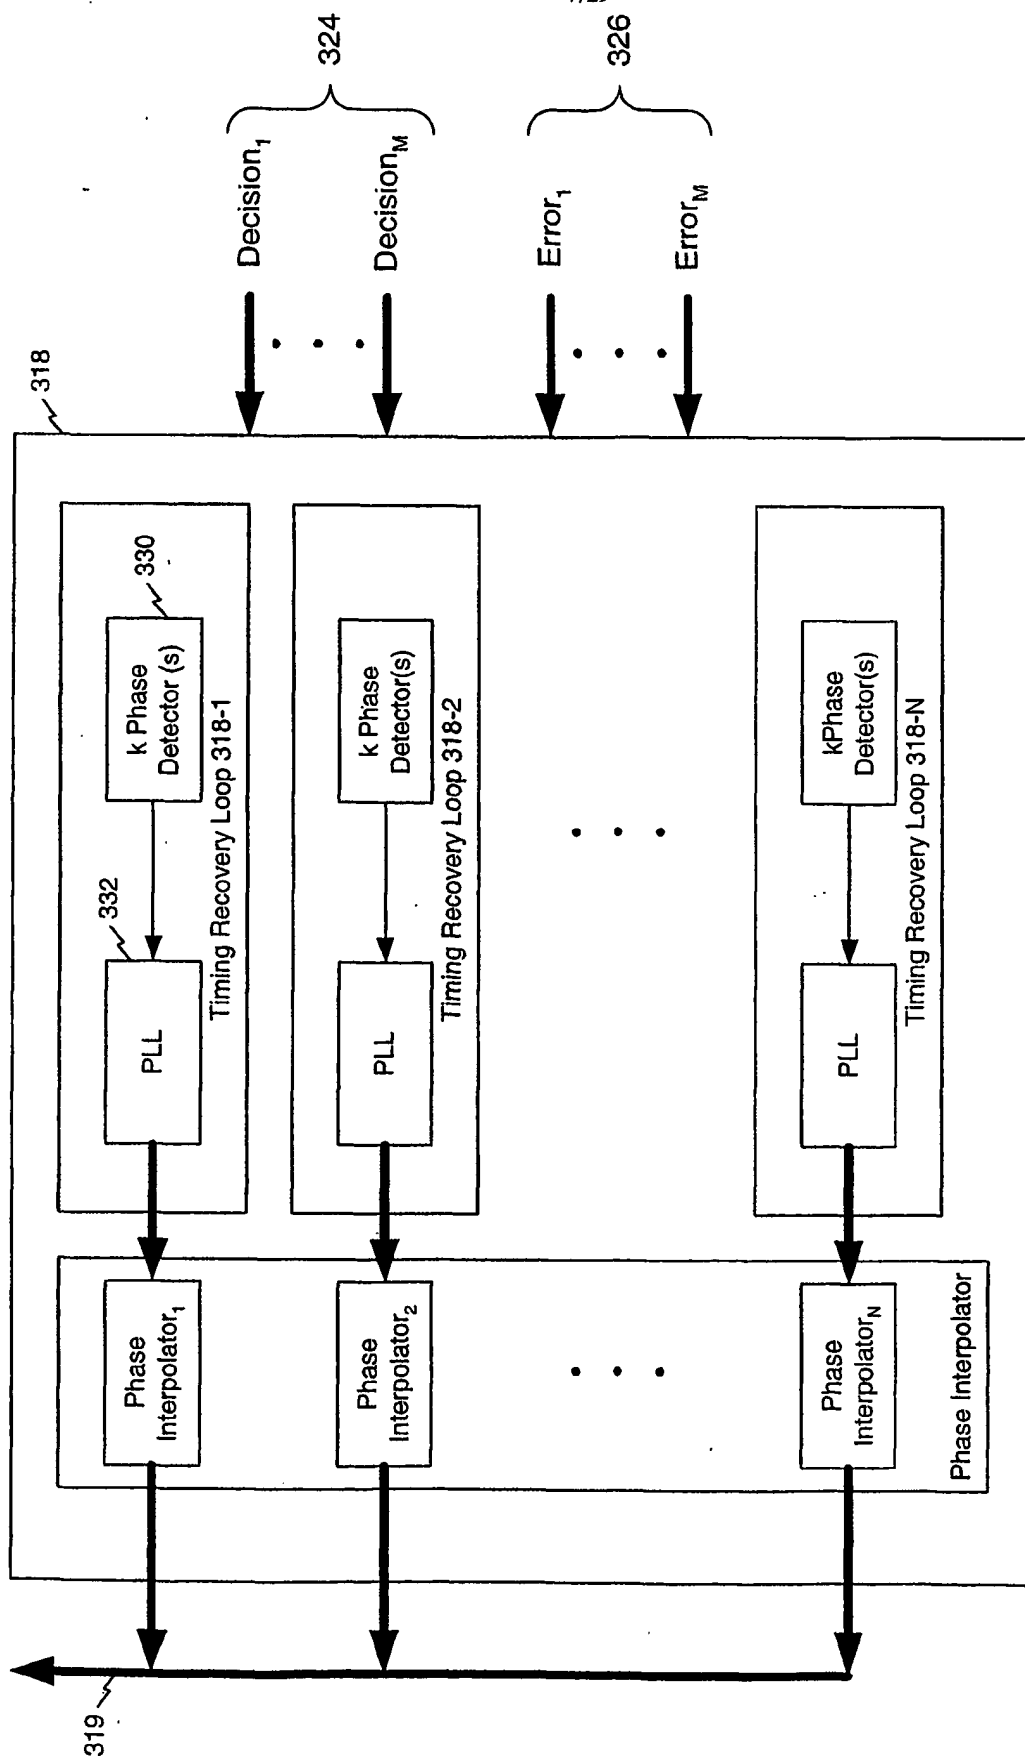 318
330
k Phase
Detector (s)
332
PLL
Timing Recovery Loop 318-1
k Phase
Detector(s)
PLL
Timing Recovery Loop 318-2
kPhase
Detector(s)
PLL
Timing Recovery Loop 318-N
Phase
Interpolator1
Phase
Interpolator2
Phase
InterpolatorN
Phase Interpolator
319
Decision1
DecisionM
324
Error1
ErrorM
326